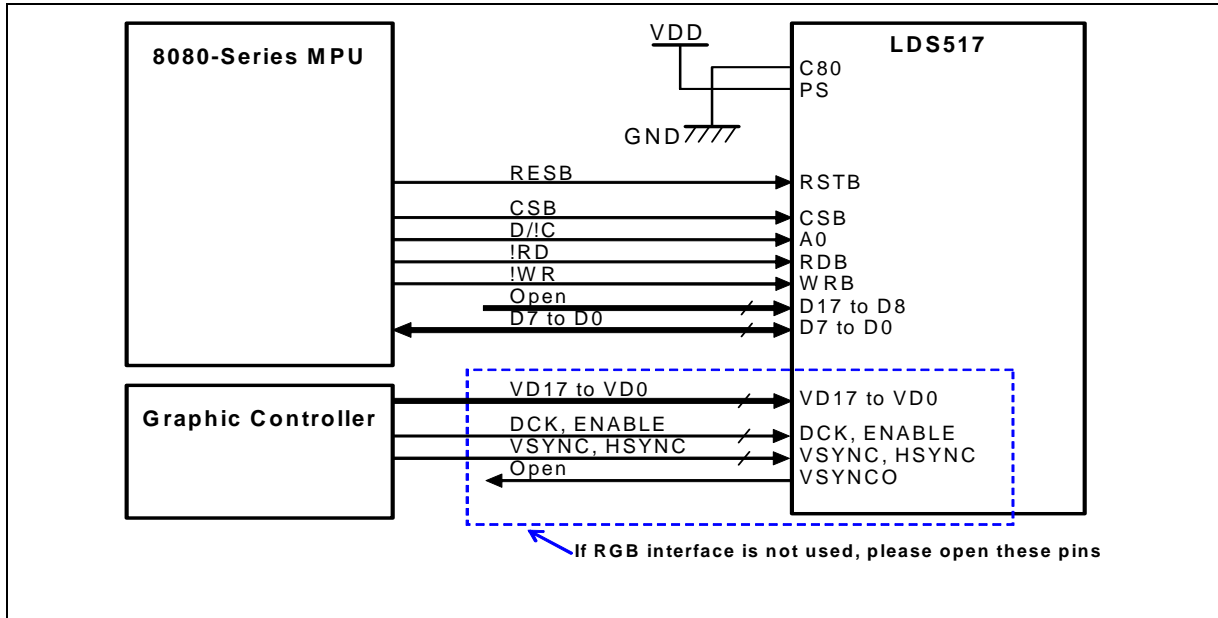 8080-Series MPU
VDD
LDS517
C80
PS
GND
RESB
RSTB
CSB
CSB
D/!C
A0
!RD
RDB
!WR
WRB
Open
D17 to D8
D7 to D0
D7 to D0
Graphic Controller
VD17 to VD0
VD17 to VD0
DCK, ENABLE
DCK, ENABLE
VSYNC, HSYNC
VSYNC, HSYNC
Open
VSYNCO
If RGB interface is not used, please open these pins